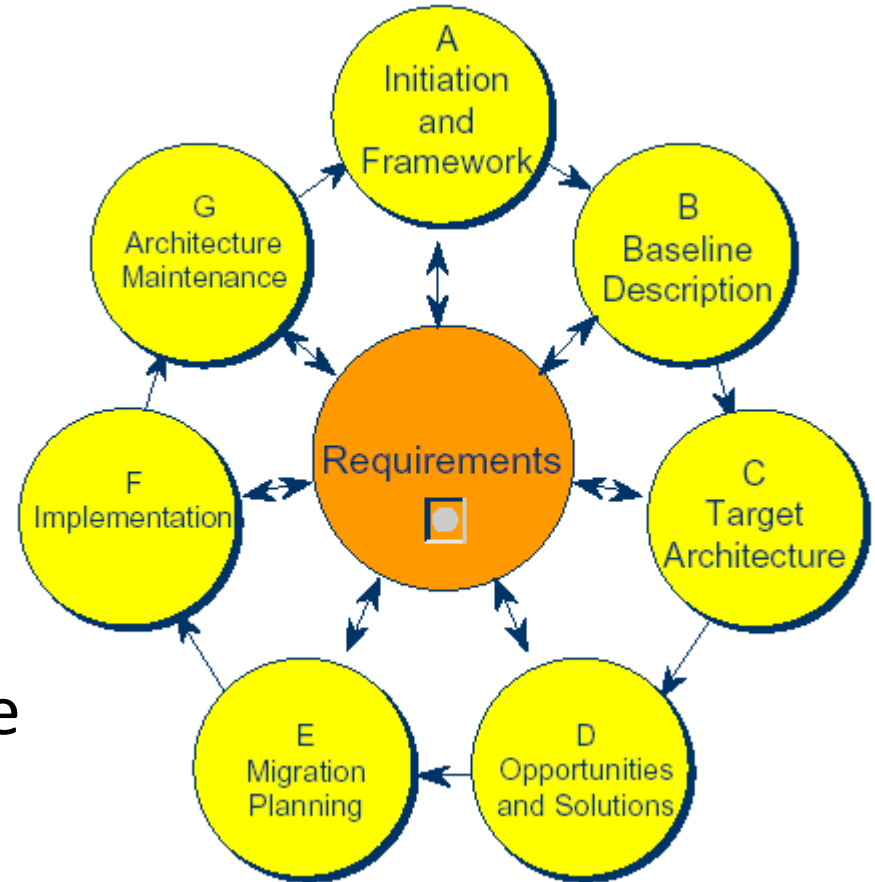 A
Initiation
and
Framework
B
Baseline
Description
C
Target
Architecture
D
Opportunities
and Solutions
E
Migration
Planning
F
Implementation
G
Architecture
Maintenance
Requirements
e